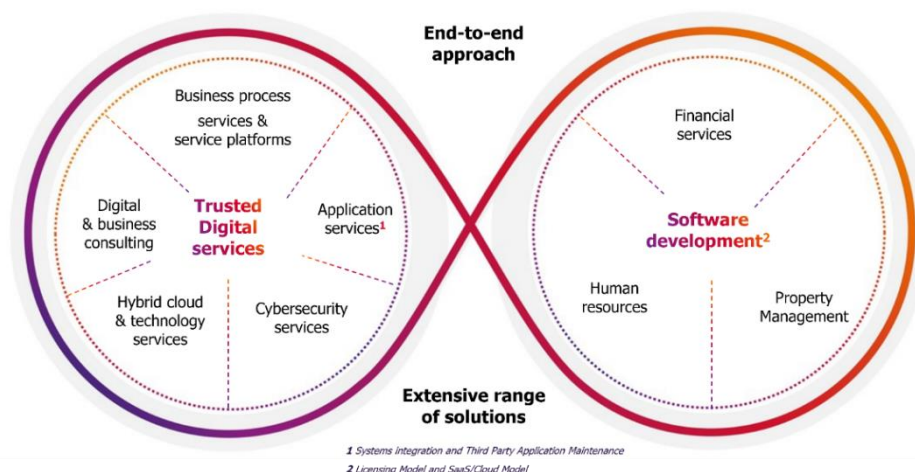 End-to-end
approach
Business process
services &
service platforms
Digital
& business
consulting
Trusted
Digital
services
Application
services¹
Hybrid cloud
& technology
services
Cybersecurity
services
Financial
services
Software
development²
Human
resources
Property
Management
Extensive range
of solutions
1 Systems integration and Third Party Application Maintenance
2 Licensing Model and SaaS/Cloud Model